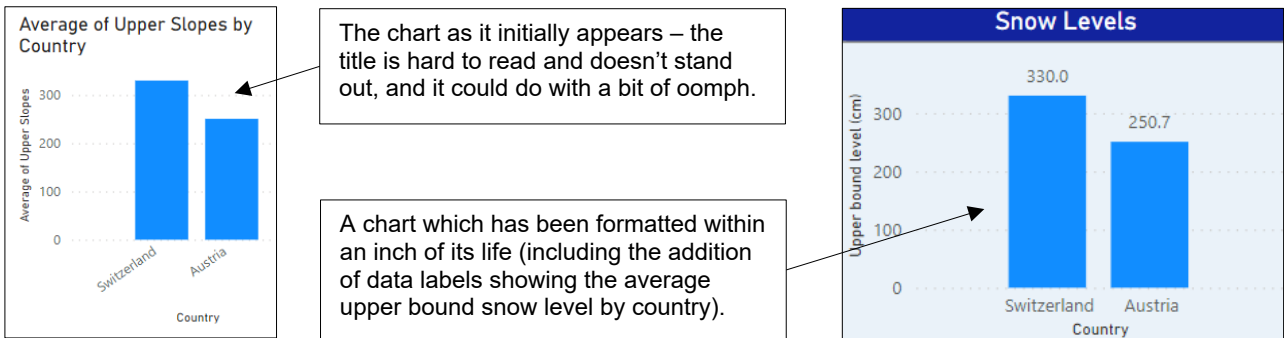 Average of Upper Slopes by
Country
Average of Upper Slopes
300
200
100
0
Switzerland
Austria
Country
The chart as it initially appears – the
title is hard to read and doesn’t stand
out, and it could do with a bit of oomph.
A chart which has been formatted within
an inch of its life (including the addition
of data labels showing the average
upper bound snow level by country).
Snow Levels
Upper bound level (cm)
330.0
250.7
300
200
100
0
Switzerland Austria
Country